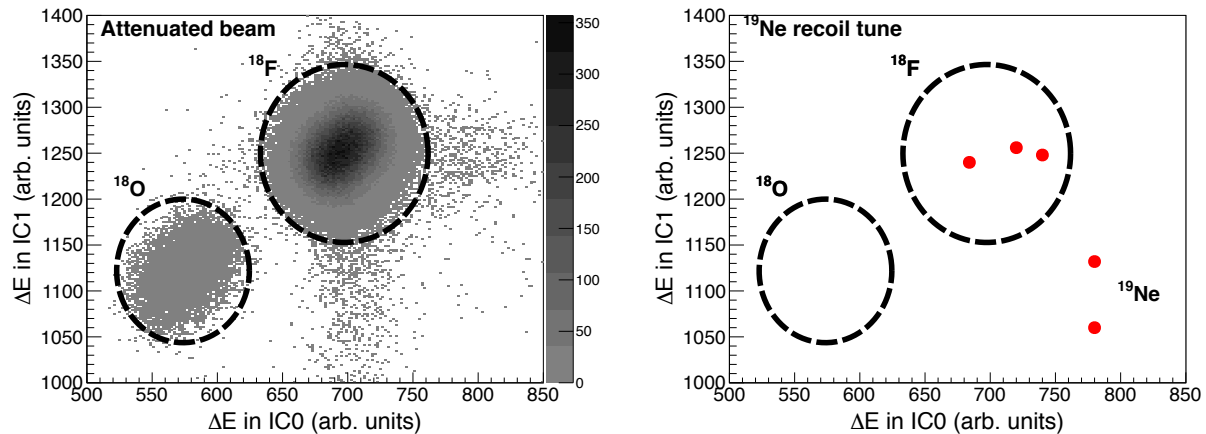 Attenuated beam
¹⁸F
¹⁸O
ΔE in IC1 (arb. units)
1400
1350
1300
1250
1200
1150
1100
1050
1000
500 550 600 650 700 750 800 850
ΔE in IC0 (arb. units)
350
300
250
200
150
100
50
0
¹⁹Ne recoil tune
¹⁸F
¹⁸O
¹⁹Ne
ΔE in IC1 (arb. units)
1400
1350
1300
1250
1200
1150
1100
1050
1000
500 550 600 650 700 750 800 850
ΔE in IC0 (arb. units)